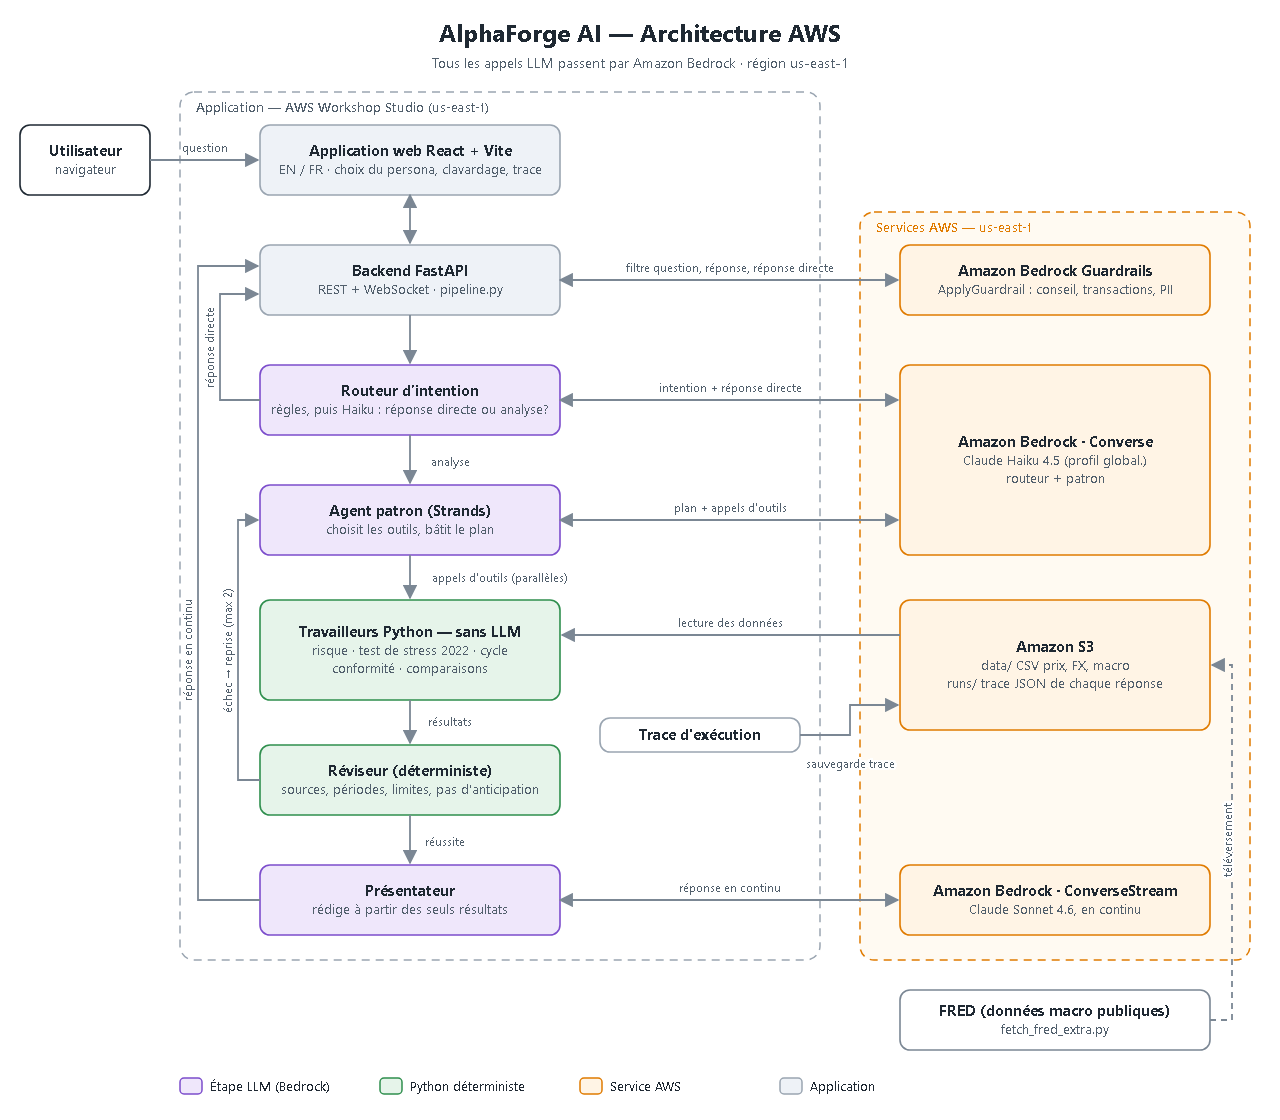 AlphaForge AI — Architecture AWS
Tous les appels LLM passent par Amazon Bedrock · région us-east-1
Application — AWS Workshop Studio (us-east-1)
Utilisateur
navigateur
question
Application web React + Vite
EN / FR · choix du persona, clavardage, trace
Services AWS — us-east-1
Backend FastAPI
REST + WebSocket · pipeline.py
filtre question, réponse, réponse directe
Amazon Bedrock Guardrails
ApplyGuardrail : conseil, transactions, PII
réponse directe
Routeur d'intention
règles, puis Haiku : réponse directe ou analyse?
intention + réponse directe
Amazon Bedrock · Converse
Claude Haiku 4.5 (profil global.)
routeur + patron
analyse
Agent patron (Strands)
choisit les outils, bâtit le plan
plan + appels d'outils
appels d'outils (parallèles)
Travailleurs Python — sans LLM
risque · test de stress 2022 · cycle
conformité · comparaisons
lecture des données
Amazon S3
data/ CSV prix, FX, macro
runs/ trace JSON de chaque réponse
réponse en continu
échec → reprise (max 2)
résultats
Trace d'exécution
sauvegarde trace
Réviseur (déterministe)
sources, périodes, limites, pas d'anticipation
réussite
téléversement
Présentateur
rédige à partir des seuls résultats
réponse en continu
Amazon Bedrock · ConverseStream
Claude Sonnet 4.6, en continu
FRED (données macro publiques)
fetch_fred_extra.py
Étape LLM (Bedrock)
Python déterministe
Service AWS
Application